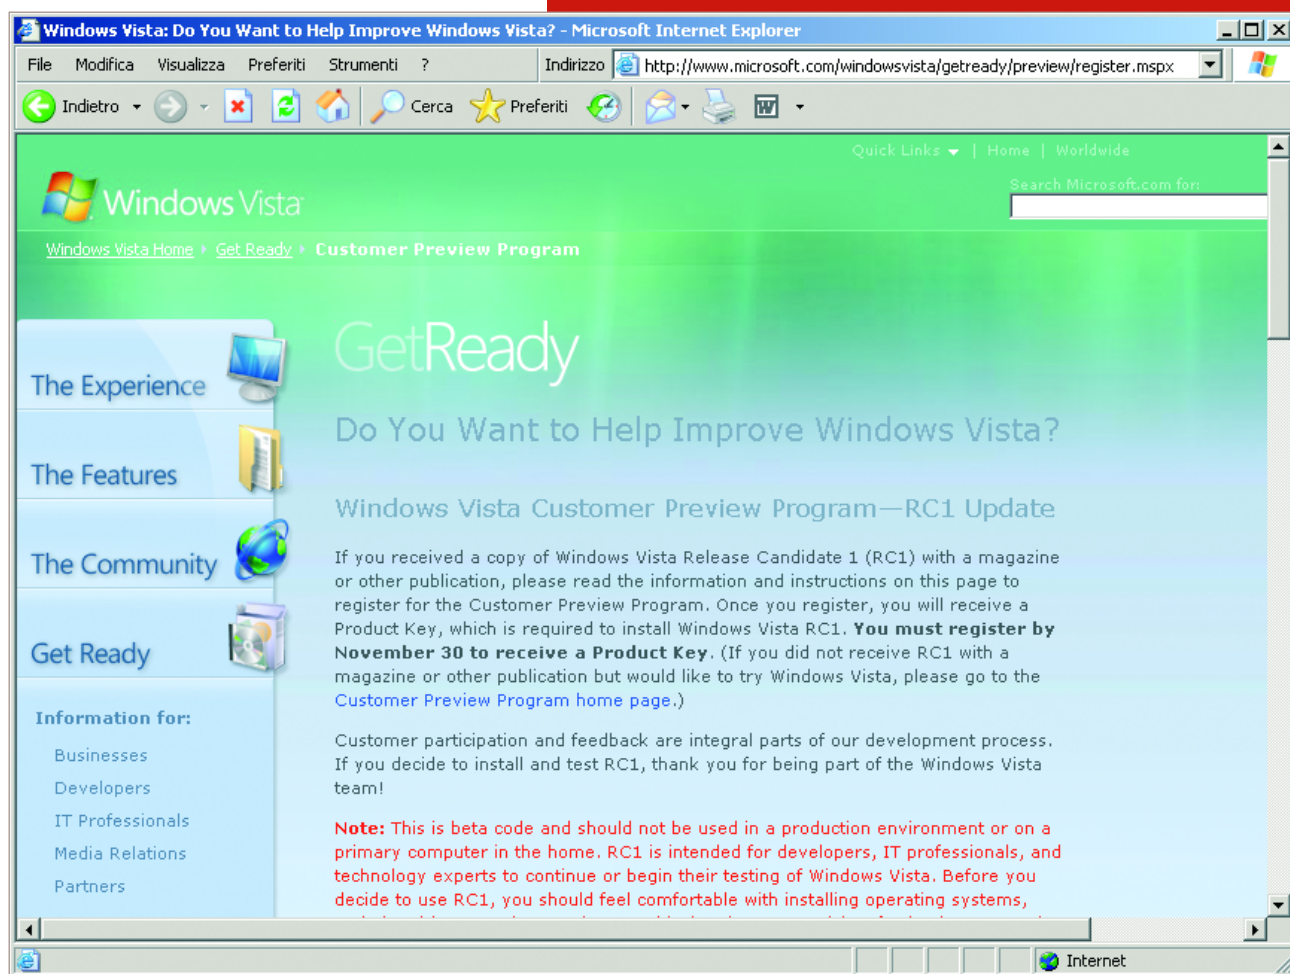 Windows Vista: Do You Want to Help Improve Windows Vista? - Microsoft Internet Explorer
File Modifica Visualizza Preferiti Strumenti ? Indirizzo http://www.microsoft.com/windowsvista/getready/preview/register.mspx
Indietro Cerca Preferiti
Quick Links | Home | Worldwide
Search Microsoft.com for:
Windows Vista
Windows Vista Home Get Ready Customer Preview Program
GetReady
The Experience
The Features
The Community
Get Ready
Information for:
Businesses
Developers
IT Professionals
Media Relations
Partners
Do You Want to Help Improve Windows Vista?
Windows Vista Customer Preview Program—RC1 Update
If you received a copy of Windows Vista Release Candidate 1 (RC1) with a magazine
or other publication, please read the information and instructions on this page to
register for the Customer Preview Program. Once you register, you will receive a
Product Key, which is required to install Windows Vista RC1. You must register by
November 30 to receive a Product Key. (If you did not receive RC1 with a
magazine or other publication but would like to try Windows Vista, please go to the
Customer Preview Program home page.)
Customer participation and feedback are integral parts of our development process.
If you decide to install and test RC1, thank you for being part of the Windows Vista
team!
Note: This is beta code and should not be used in a production environment or on a
primary computer in the home. RC1 is intended for developers, IT professionals, and
technology experts to continue or begin their testing of Windows Vista. Before you
decide to use RC1, you should feel comfortable with installing operating systems,
Internet